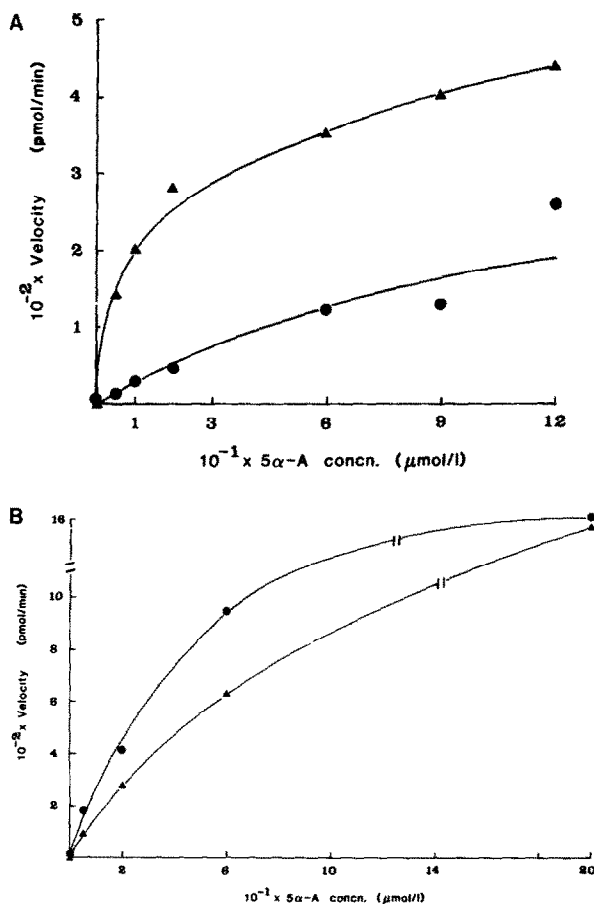 A
5
4
3
2
1
10⁻² x Velocity (pmol/min)
1 3 6 9 12
10⁻¹ x 5α-A concn. (μmol/l)
B
16
10
8
6
4
2
10⁻² x Velocity (pmol/min)
2 6 10 14 20
10⁻¹ x 5α-A concn. (μmol/l)